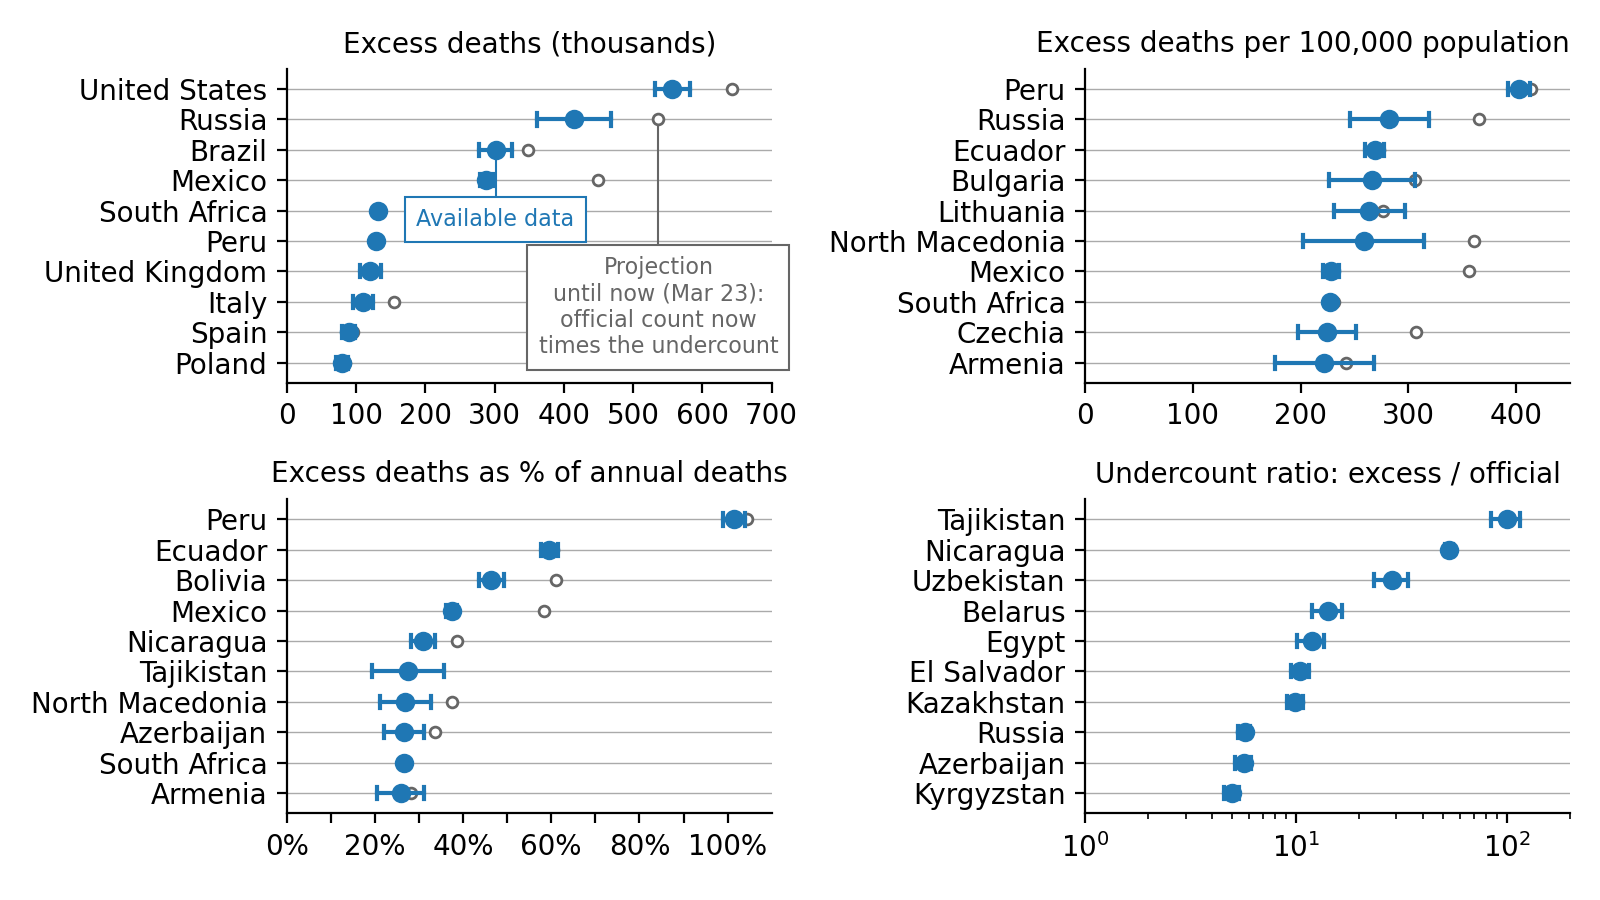 Excess deaths (thousands)
United States
Russia
Brazil
Mexico
South Africa
Peru
United Kingdom
Italy
Spain
Poland
Available data
Projection
until now (Mar 23):
official count now
times the undercount
0 100 200 300 400 500 600 700
Excess deaths per 100,000 population
Peru
Russia
Ecuador
Bulgaria
Lithuania
North Macedonia
Mexico
South Africa
Czechia
Armenia
0 100 200 300 400
Excess deaths as % of annual deaths
Peru
Ecuador
Bolivia
Mexico
Nicaragua
Tajikistan
North Macedonia
Azerbaijan
South Africa
Armenia
0% 20% 40% 60% 80% 100%
Undercount ratio: excess / official
Tajikistan
Nicaragua
Uzbekistan
Belarus
Egypt
El Salvador
Kazakhstan
Russia
Azerbaijan
Kyrgyzstan
10⁰ 10¹ 10²